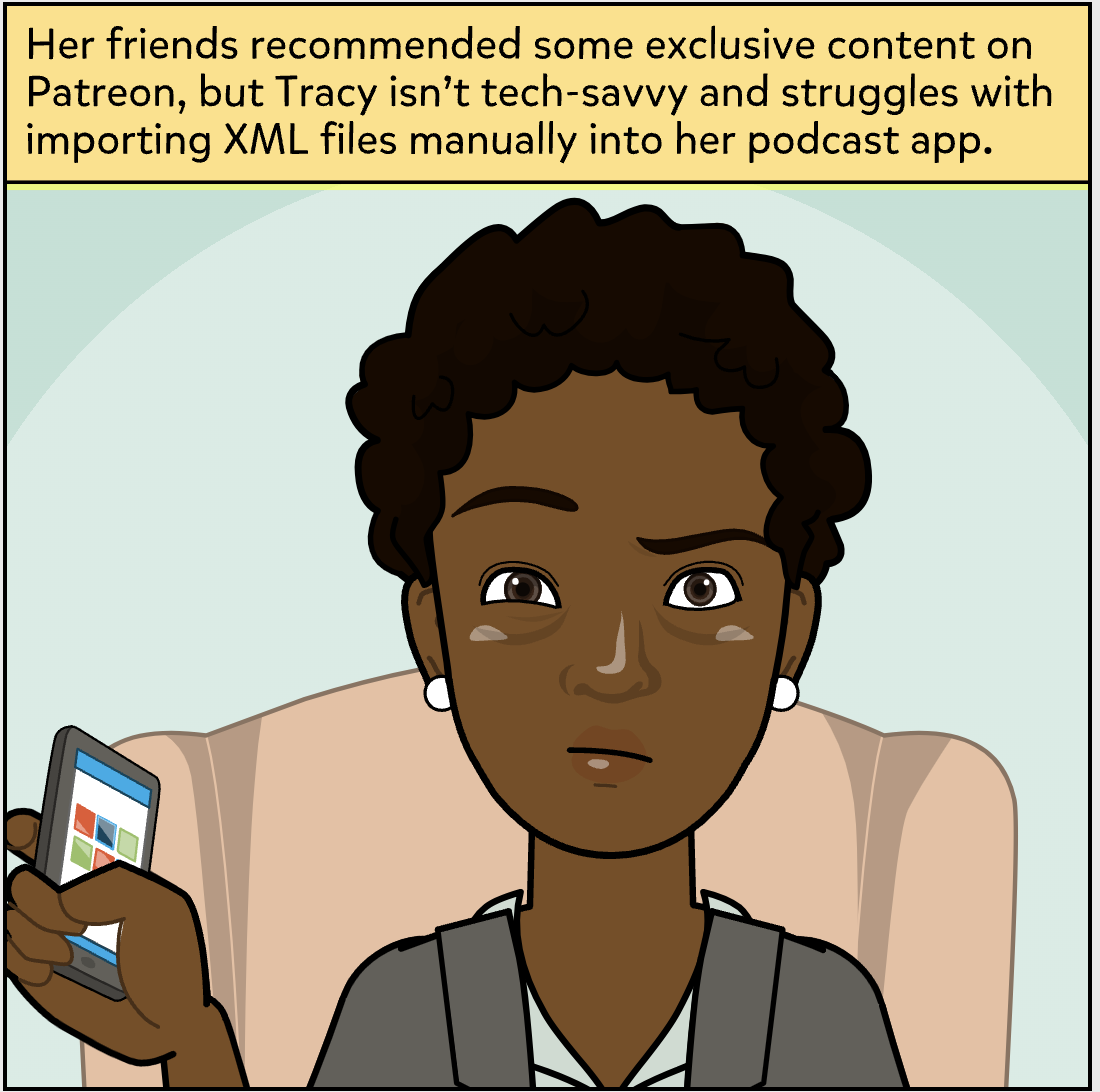 Her friends recommended some exclusive content on
Patreon, but Tracy isn’t tech-savvy and struggles with
importing XML files manually into her podcast app.